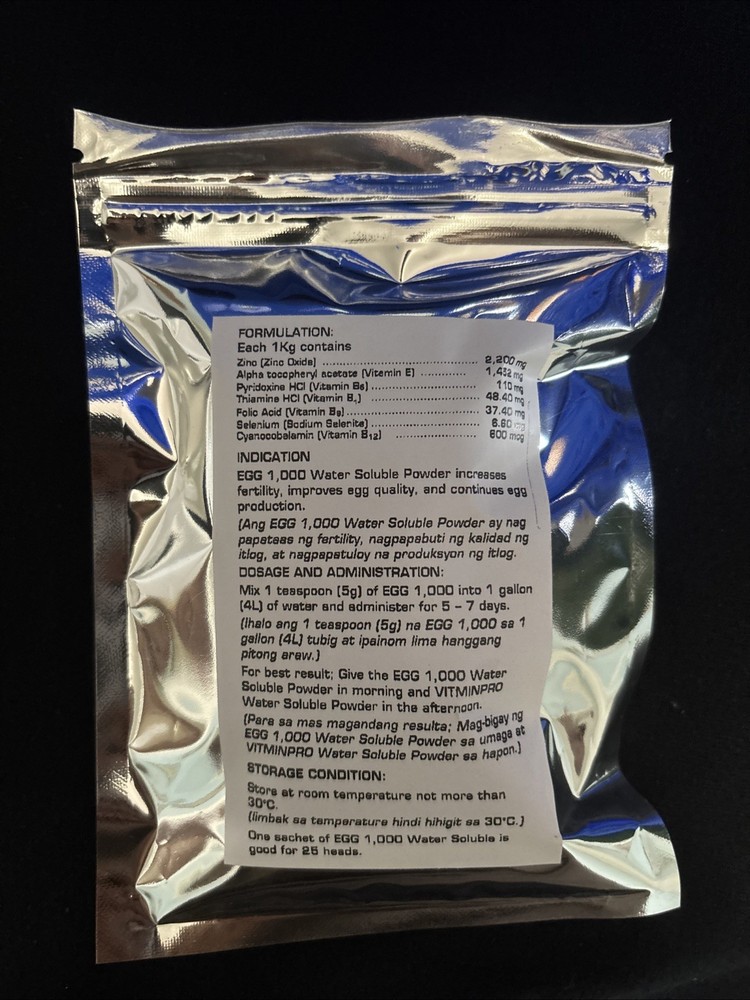 FORMULATION:
Each 1Kg contains
Zinc (Zinc Oxide) ........................................ 2,200 mg
Alpha tocopheryl acetate (Vitamin E) ............. 1,432 mg
Pyridoxine HCl (Vitamin B6) ............................ 110 mg
Thiamine HCl (Vitamin B1) ............................ 48.40 mg
Folic Acid (Vitamin B9) ................................ 37.40 mg
Selenium (Sodium Selenite) ............................ 6.60 mg
Cyanocobalamin (Vitamin B12) ..................... 600 mcg
INDICATION
EGG 1,000 Water Soluble Powder increases
fertility, improves egg quality, and continues egg
production.
(Ang EGG 1,000 Water Soluble Powder ay nag
papataas ng fertility, nagpapabuti ng kalidad ng
itlog, at nagpapatuloy na produksyon ng itlog.
DOSAGE AND ADMINISTRATION:
Mix 1 teaspoon (5g) of EGG 1,000 into 1 gallon
(4L) of water and administer for 5 – 7 days.
(Ihalo ang 1 teaspoon (5g) na EGG 1,000 sa 1
gallon (4L) tubig at ipainom lima hanggang
pitong araw.)
For best result; Give the EGG 1,000 Water
Soluble Powder in morning and VITMINPRO
Water Soluble Powder in the afternoon.
(Para sa mas magandang resulta; Mag-bigay ng
EGG 1,000 Water Soluble Powder sa umaga at
VITMINPRO Water Soluble Powder sa hapon.)
STORAGE CONDITION:
Store at room temperature not more than
30°C.
(Iimbak sa temperature hindi hihigit sa 30°C.)
One sachet of EGG 1,000 Water Soluble is
good for 25 heads.